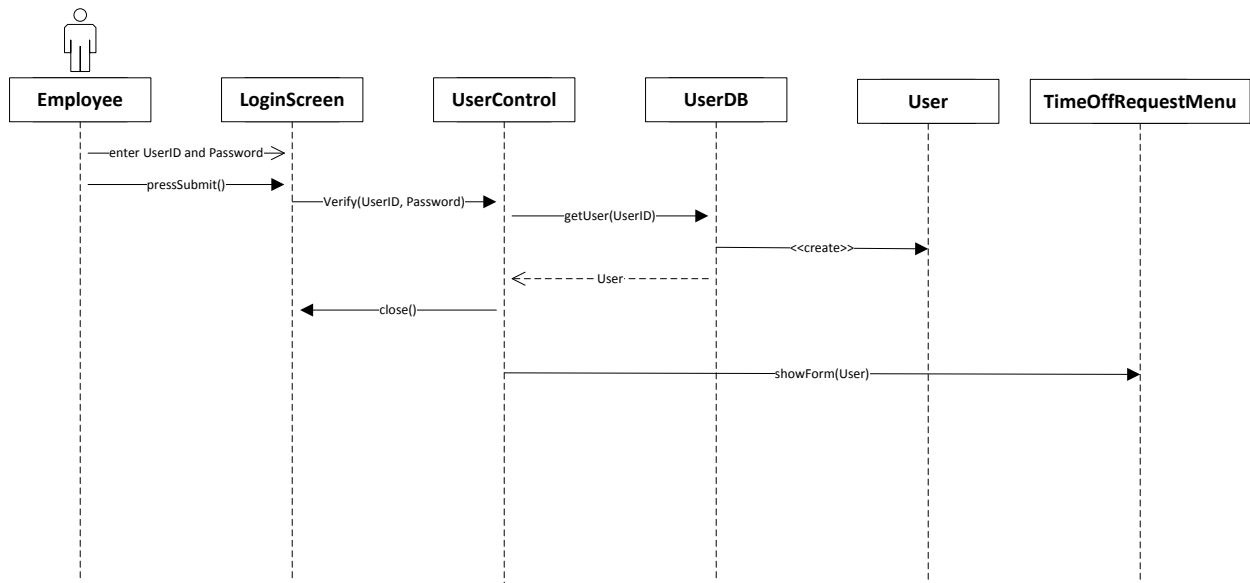 Employee
LoginScreen
UserControl
UserDB
User
TimeOffRequestMenu
enter UserID and Password
pressSubmit()
Verify(UserID, Password)
getUser(UserID)
<<create>>
User
close()
showForm(User)